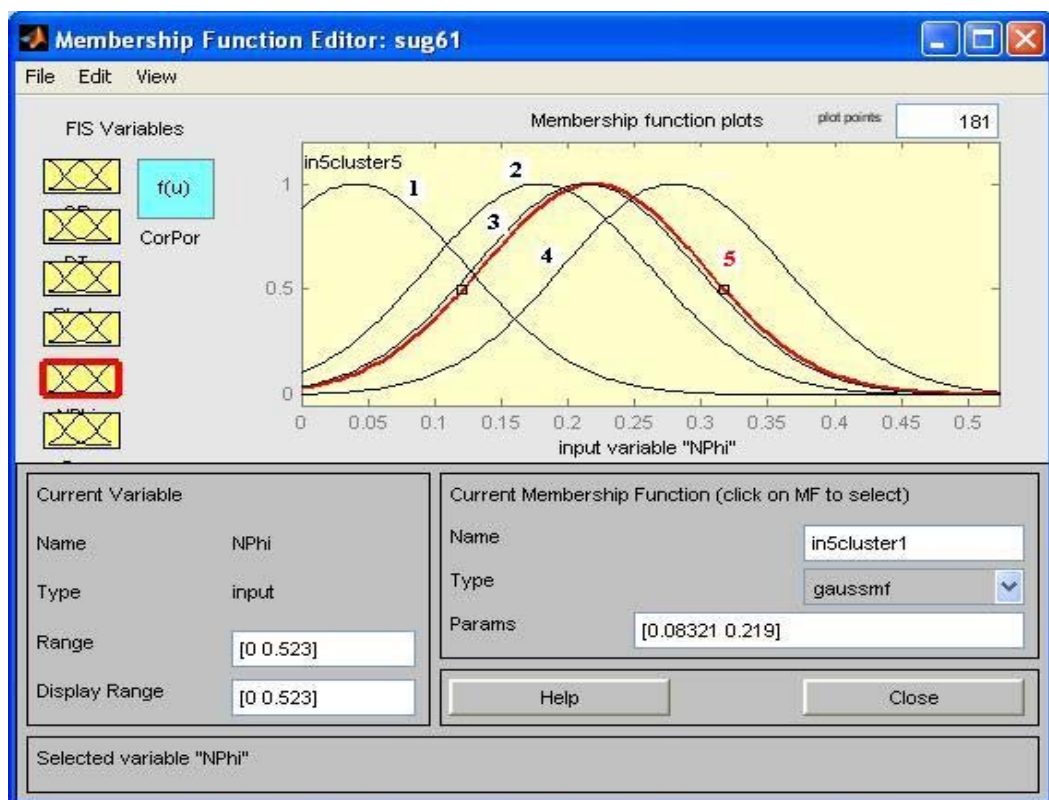 Membership Function Editor: sug61
File Edit View
FIS Variables
f(u)
CorPor
Membership function plots
plot points:
181
in5cluster5
1
2
3
4
5
1
0.5
0
0 0.05 0.1 0.15 0.2 0.25 0.3 0.35 0.4 0.45 0.5
input variable "NPhi"
Current Variable
Name NPhi
Type input
Range [0 0.523]
Display Range [0 0.523]
Current Membership Function (click on MF to select)
Name in5cluster1
Type gaussmf
Params [0.08321 0.219]
Help Close
Selected variable "NPhi"